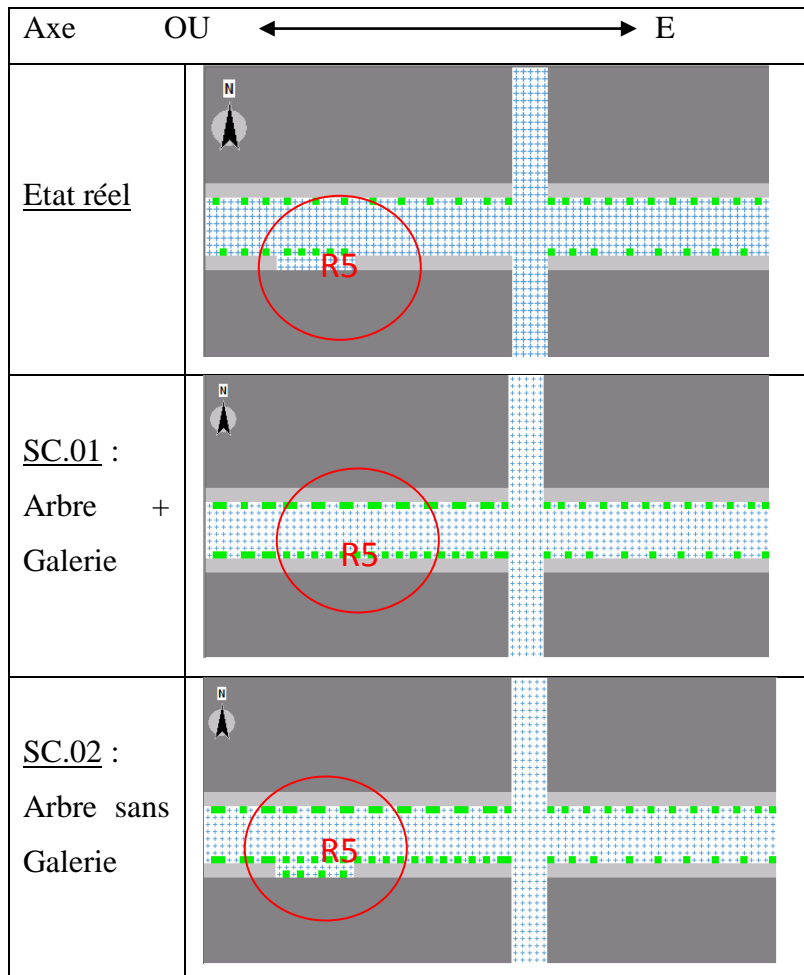 Axe OU E
Etat réel
N
R5
SC.01 :
Arbre +
Galerie
N
R5
SC.02 :
Arbre sans
Galerie
N
R5